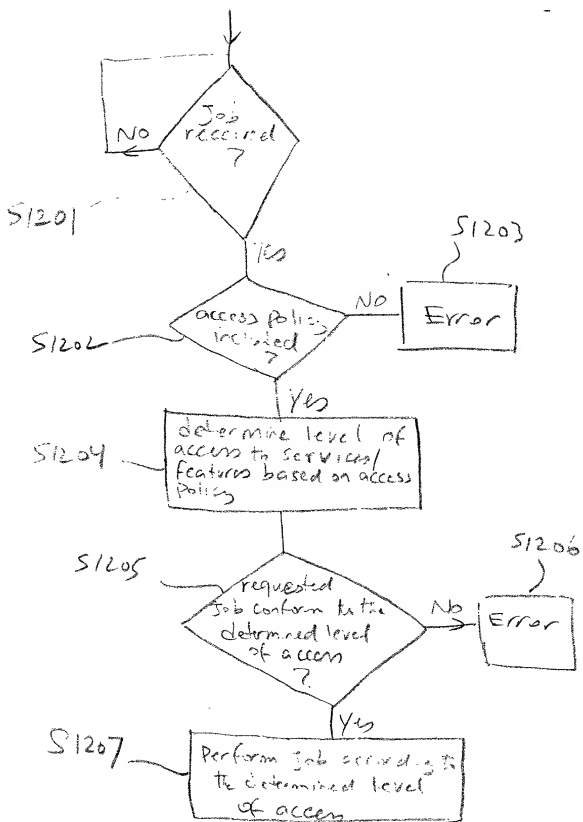 Job
received
?
No
S1201
Yes
S1203
access policy
included
?
No
Error
S1202
Yes
determine level of
access to services/
features based on access
policy
S1204
S1206
S1205
requested
Job conform to the
determined level
of access
?
No
Error
Yes
S1207
Perform job according to
the determined level
of access